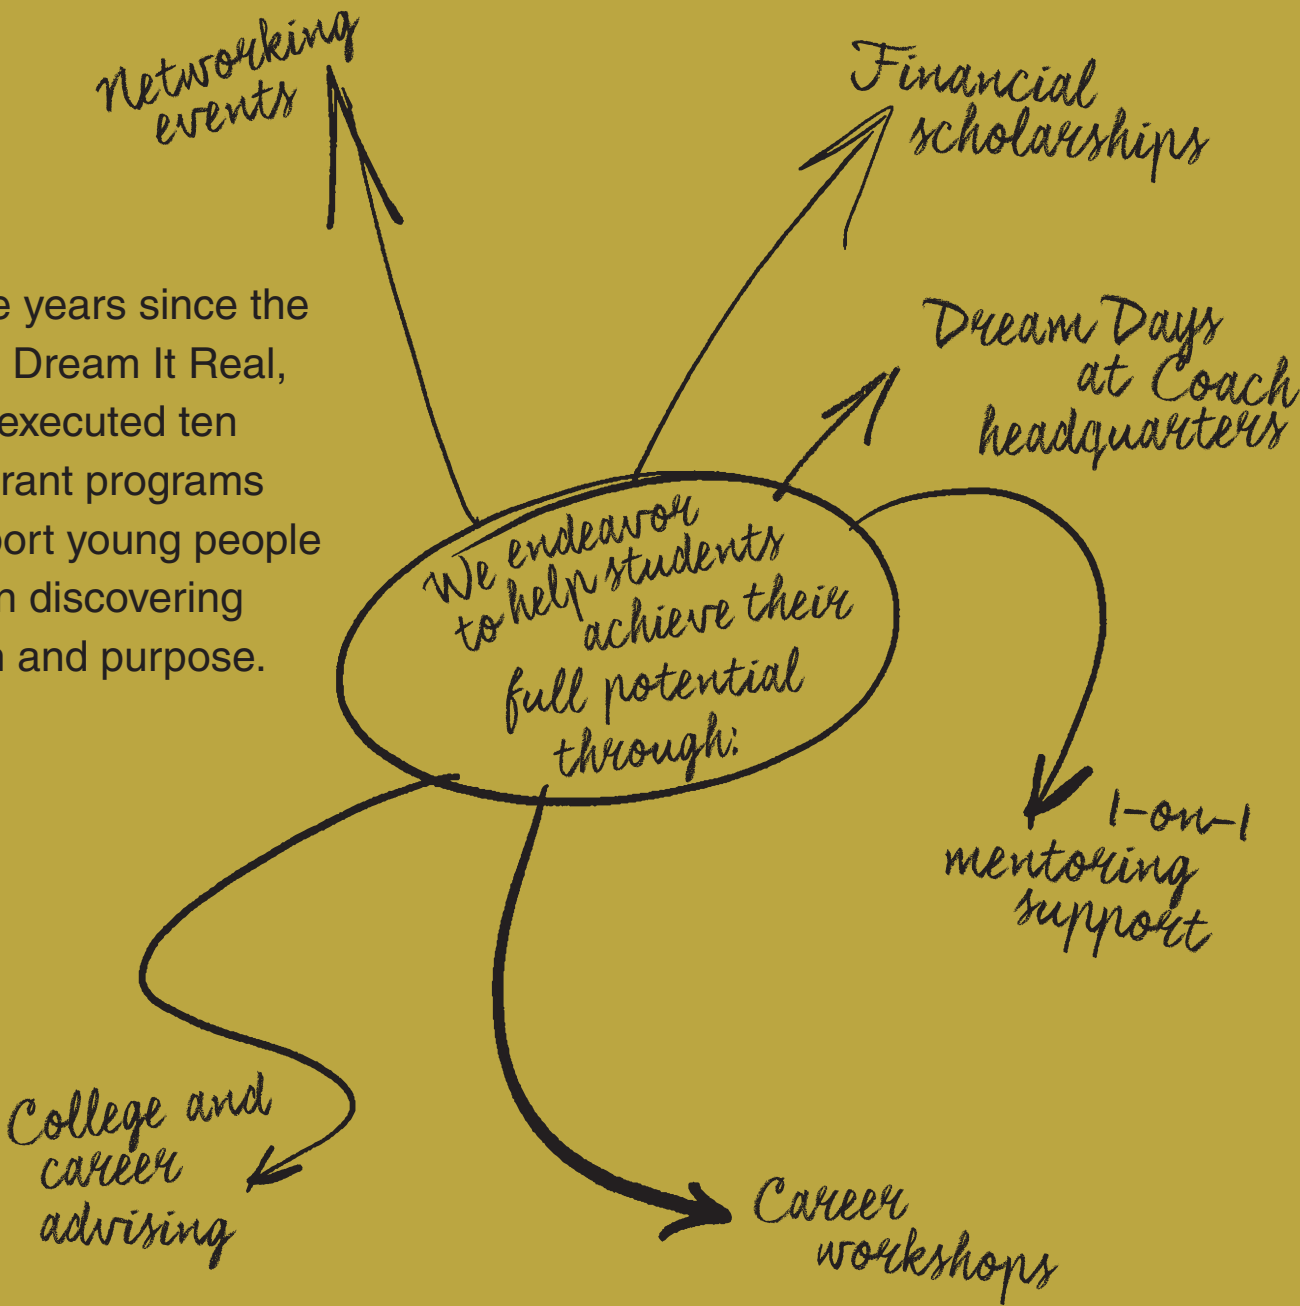 Networking
events
Financial
scholarships
e years since the
Dream It Real,
executed ten
rant programs
ort young people
n discovering
n and purpose.
Dream Days
at Coach
headquarters
We endeavor
to help students
achieve their
full potential
through:
1-on-1
mentoring
support
College and
career
advising
Career
workshops